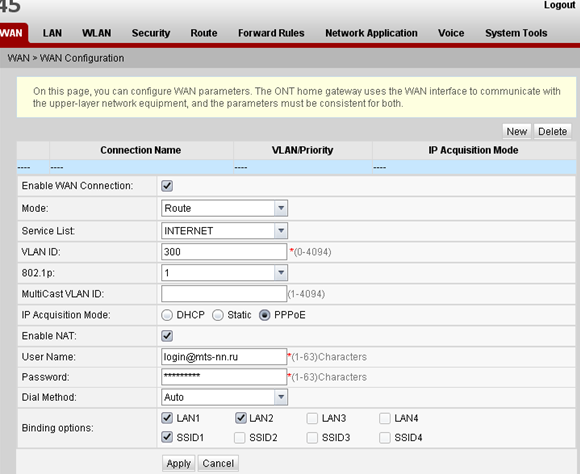 45
Logout
WAN LAN WLAN Security Route Forward Rules Network Application Voice System Tools
WAN > WAN Configuration
On this page, you can configure WAN parameters. The ONT home gateway uses the WAN interface to communicate with
the upper-layer network equipment, and the parameters must be consistent for both.
New Delete
Connection Name VLAN/Priority IP Acquisition Mode
---- ---- ---- ----
Enable WAN Connection:
Mode: Route
Service List: INTERNET
VLAN ID: 300 *(0-4094)
802.1p: 1
MultiCast VLAN ID: (1-4094)
IP Acquisition Mode: DHCP Static PPPoE
Enable NAT:
User Name: login@mts-nn.ru *(1-63)Characters
Password: ********* *(1-63)Characters
Dial Method: Auto
Binding options: LAN1 LAN2 LAN3 LAN4
SSID1 SSID2 SSID3 SSID4
Apply Cancel